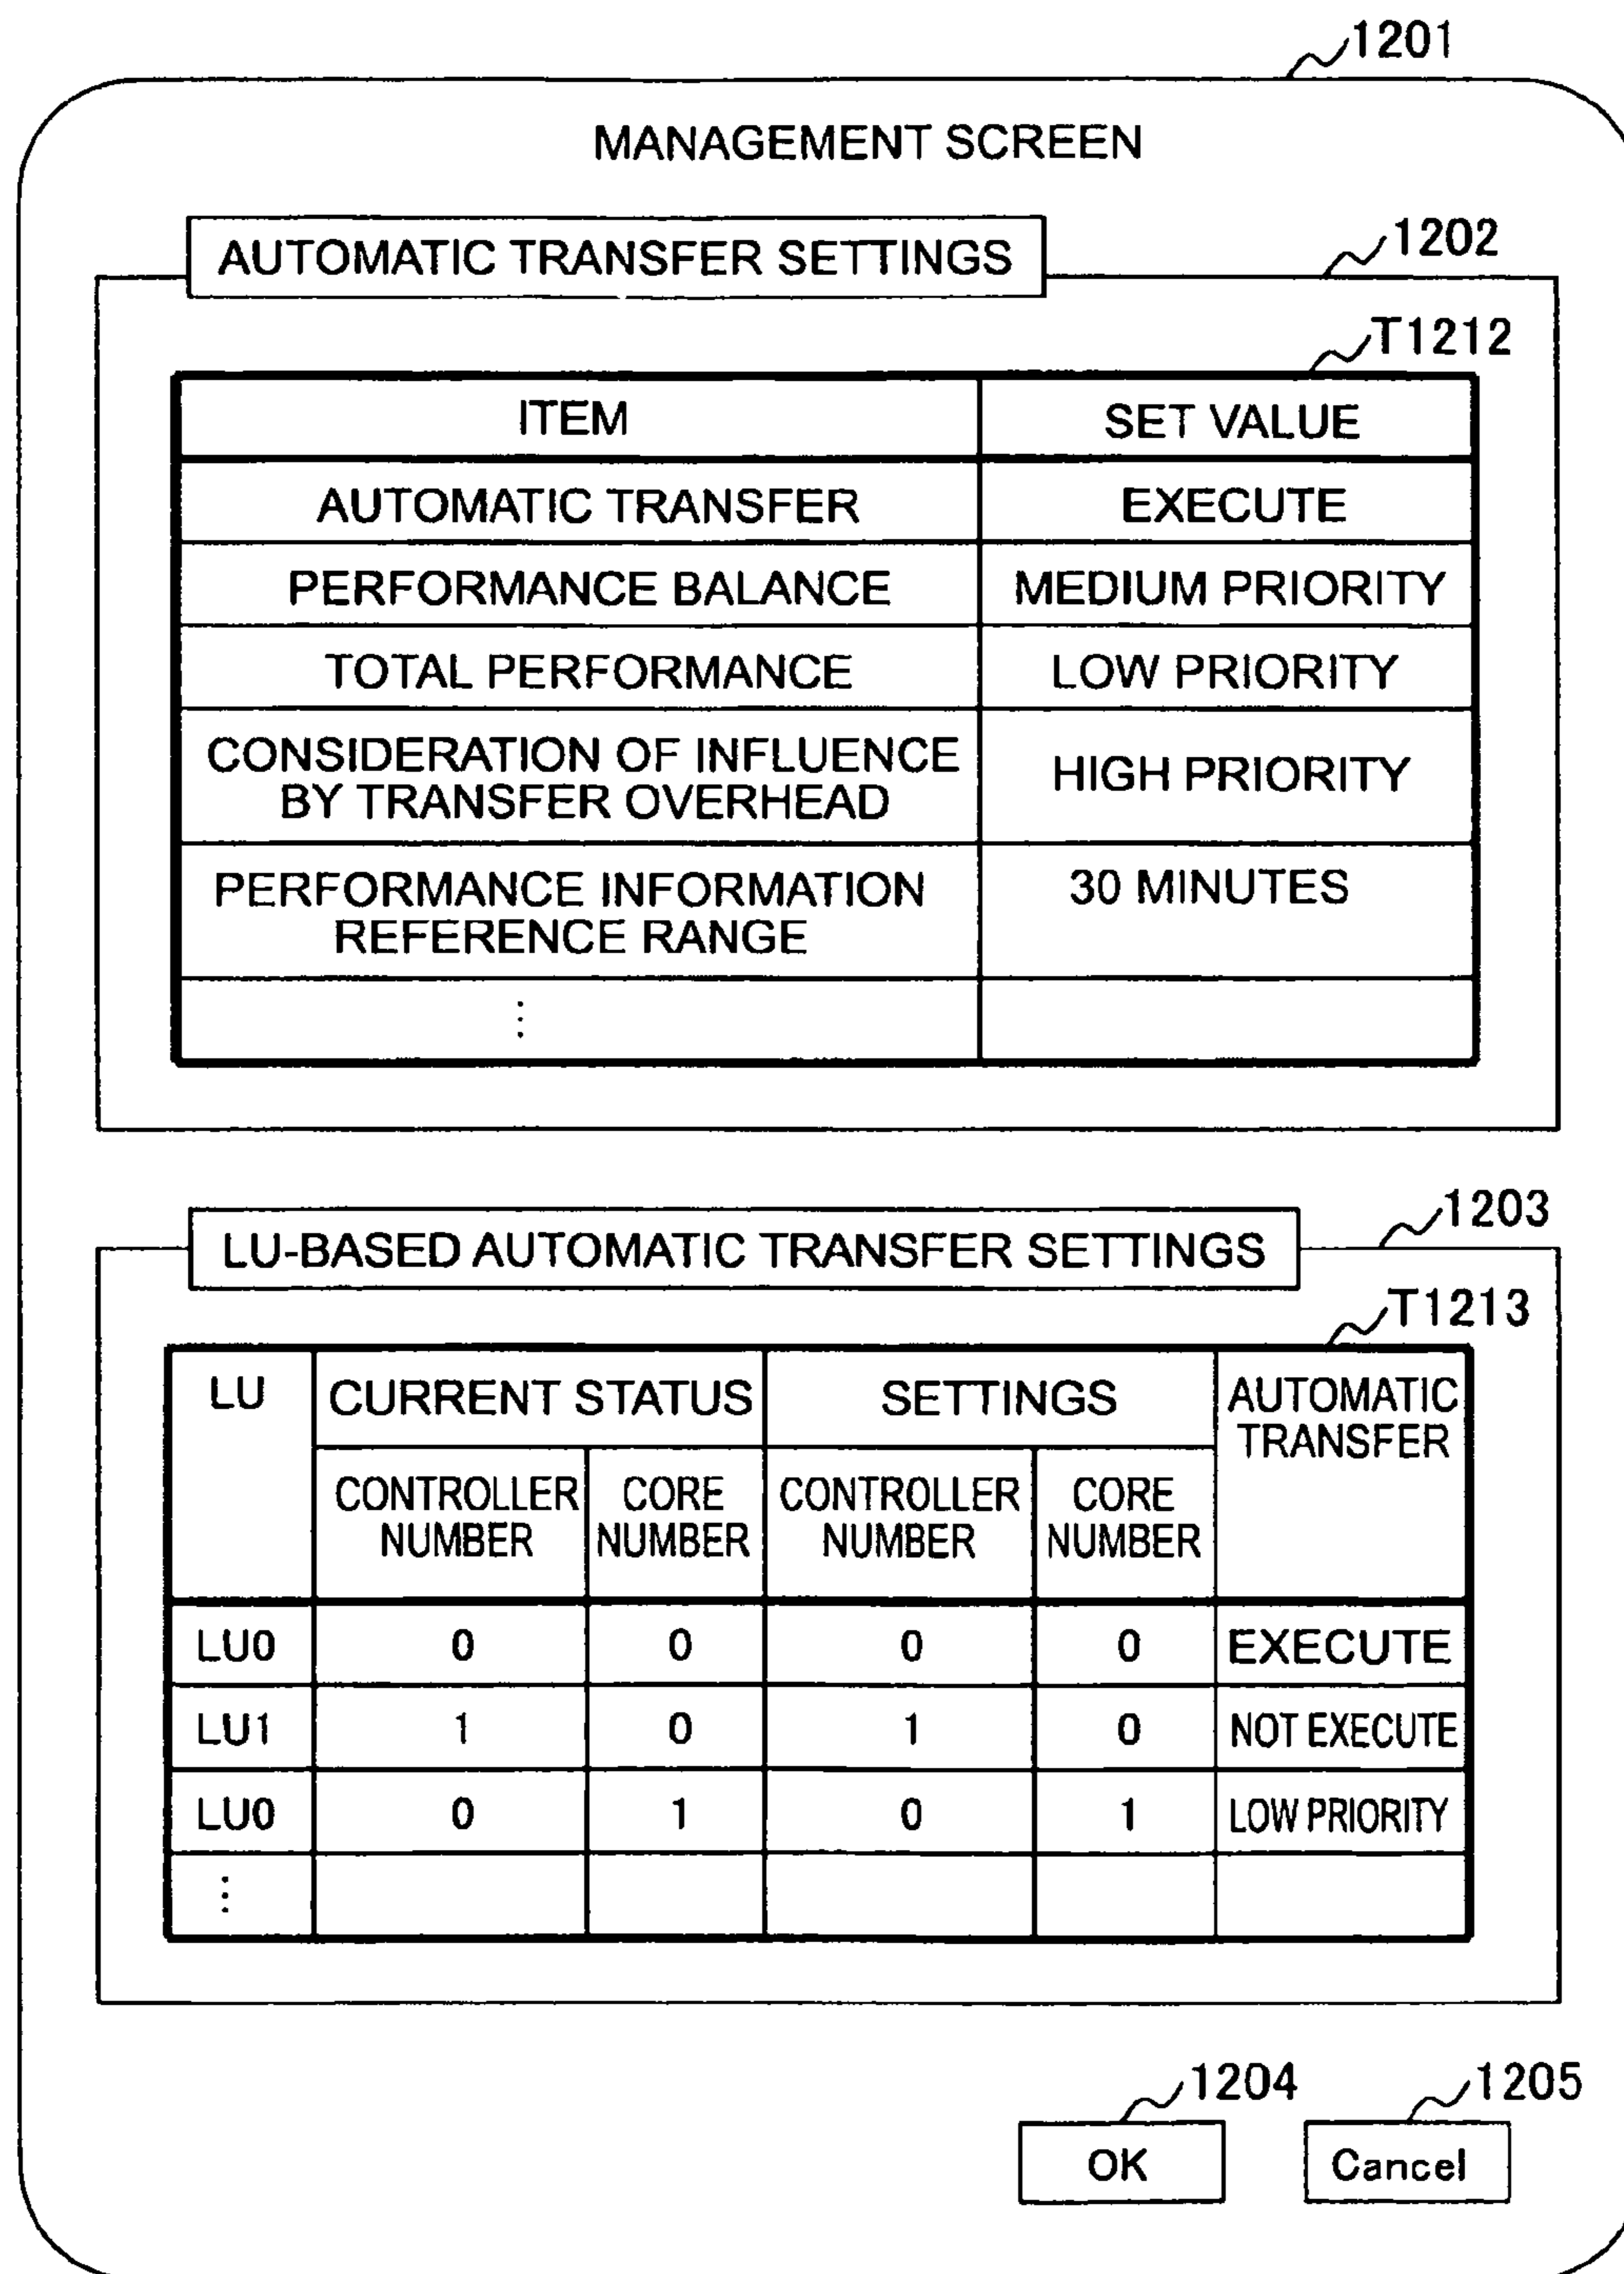 1201
MANAGEMENT SCREEN
AUTOMATIC TRANSFER SETTINGS
1202
T1212
ITEM SET VALUE
AUTOMATIC TRANSFER EXECUTE
PERFORMANCE BALANCE MEDIUM PRIORITY
TOTAL PERFORMANCE LOW PRIORITY
CONSIDERATION OF INFLUENCE
BY TRANSFER OVERHEAD
HIGH PRIORITY
PERFORMANCE INFORMATION
REFERENCE RANGE
30 MINUTES
⋮
LU-BASED AUTOMATIC TRANSFER SETTINGS
1203
T1213
LU CURRENT STATUS SETTINGS AUTOMATIC
TRANSFER
CONTROLLER CORE CONTROLLER CORE
NUMBER NUMBER NUMBER NUMBER
LU0 0 0 0 0 EXECUTE
LU1 1 0 1 0 NOT EXECUTE
LU0 0 1 0 1 LOW PRIORITY
⋮
1204
1205
OK
Cancel